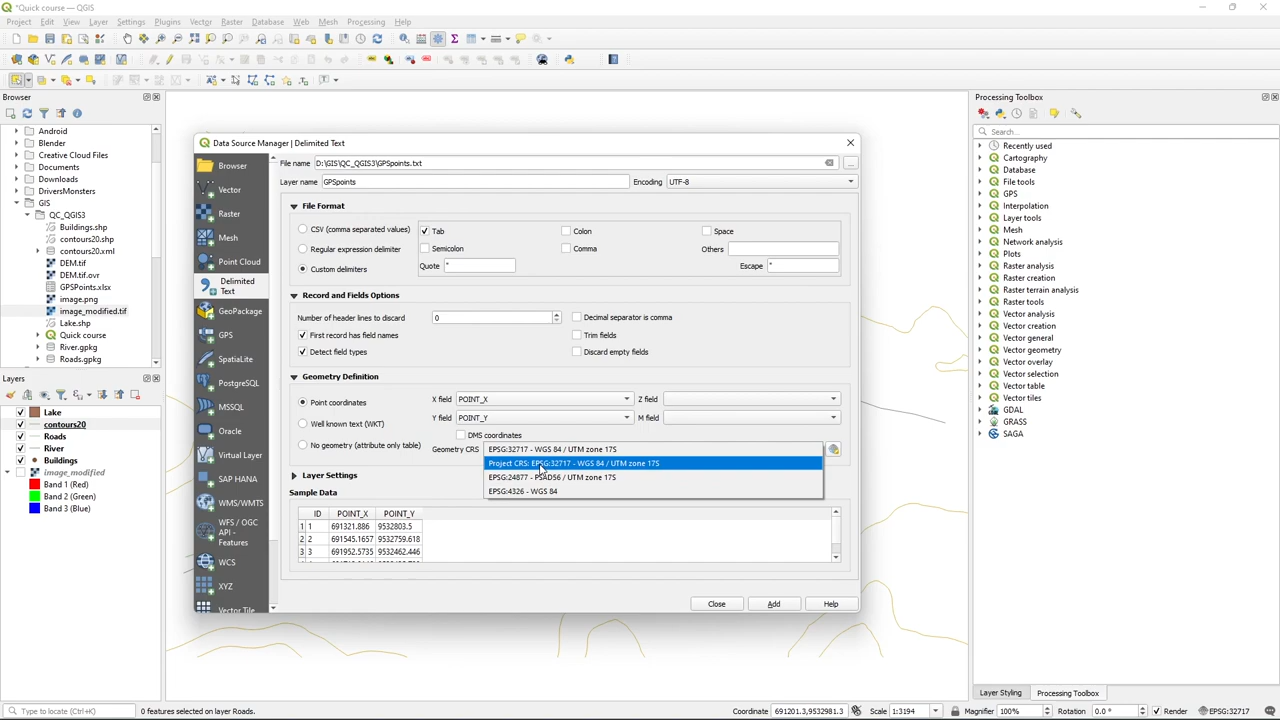 *Quick course — QGIS
Project Edit View Layer Settings Plugins Vector Raster Database Web Mesh Processing Help
Browser
Android
Blender
Creative Cloud Files
Documents
Downloads
DriversMonsters
GIS
QC_QGIS3
Buildings.shp
contours20.shp
contours20.xml
DEM.tif
DEM.tif.ovr
GPSPoints.xlsx
image.png
image_modified.tif
Lake.shp
Quick course
River.gpkg
Roads.gpkg
Layers
Lake
contours20
Roads
River
Buildings
image_modified
Band 1 (Red)
Band 2 (Green)
Band 3 (Blue)
Data Source Manager | Delimited Text
Browser
Vector
Raster
Mesh
Point Cloud
Delimited
Text
GeoPackage
GPS
SpatiaLite
PostgreSQL
MSSQL
Oracle
Virtual Layer
SAP HANA
WMS/WMTS
WFS / OGC
API -
Features
WCS
XYZ
Vector Tile
File name D:\GIS\QC_QGIS3\GPSpoints.txt ...
Layer name GPSpoints Encoding UTF-8
File Format
CSV (comma separated values) Tab Colon Space
Regular expression delimiter Semicolon Comma Others
Custom delimiters Quote " Escape "
Record and Fields Options
Number of header lines to discard 0 Decimal separator is comma
First record has field names Trim fields
Detect field types Discard empty fields
Geometry Definition
Point coordinates X field POINT_X Z field
Well known text (WKT) Y field POINT_Y M field
DMS coordinates
No geometry (attribute only table) Geometry CRS EPSG:32717 - WGS 84 / UTM zone 17S
Project CRS: EPSG:32717 - WGS 84 / UTM zone 17S
EPSG:24877 - PSAD56 / UTM zone 17S
EPSG:4326 - WGS 84
Layer Settings
Sample Data
ID POINT_X POINT_Y
1 1 691321.886 9532803.5
2 2 691545.1657 9532759.618
3 3 691952.5735 9532462.446
Close Add Help
Processing Toolbox
Search...
Recently used
Cartography
Database
File tools
GPS
Interpolation
Layer tools
Mesh
Network analysis
Plots
Raster analysis
Raster creation
Raster terrain analysis
Raster tools
Vector analysis
Vector creation
Vector general
Vector geometry
Vector overlay
Vector selection
Vector table
Vector tiles
GDAL
GRASS
SAGA
Layer Styling Processing Toolbox
Type to locate (Ctrl+K) 0 features selected on layer Roads. Coordinate 691201.3,9532981.3 Scale 1:3194 Magnifier 100% Rotation 0.0 ° Render EPSG:32717